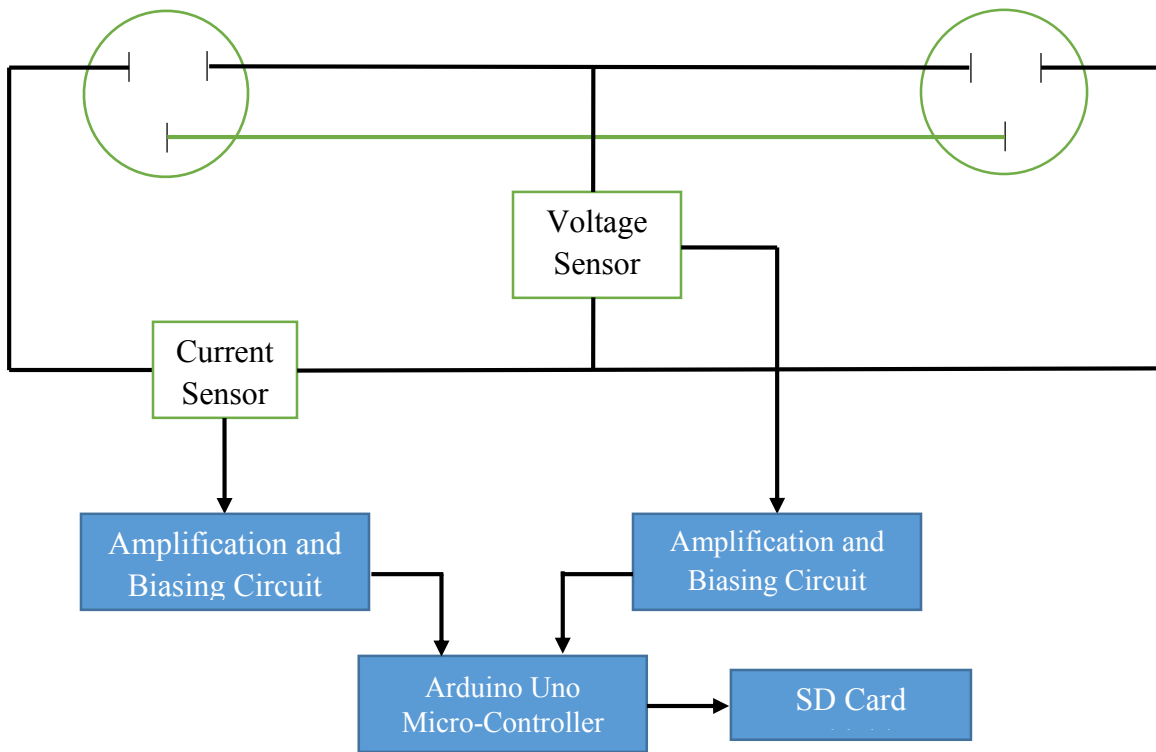 Voltage
Sensor
Current
Sensor
Amplification and
Biasing Circuit
Amplification and
Biasing Circuit
Arduino Uno
Micro-Controller
SD Card